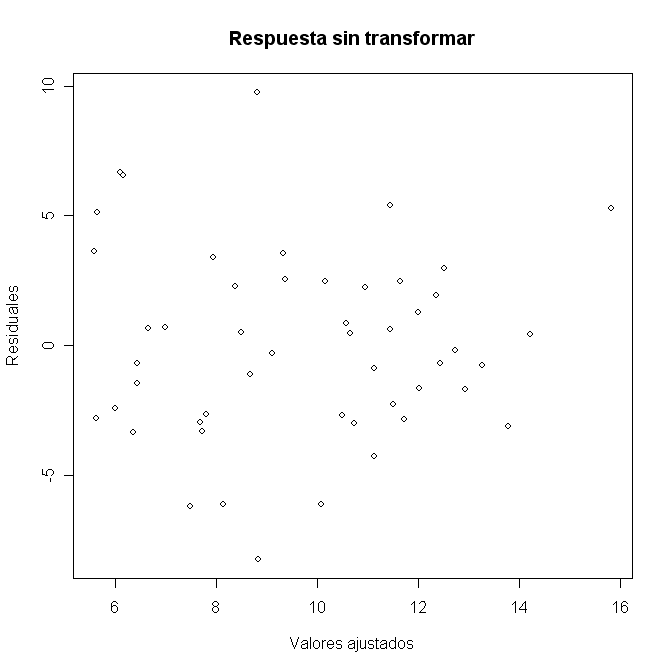 Respuesta sin transformar
10
5
0
-5
Residuales
6 8 10 12 14 16
Valores ajustados